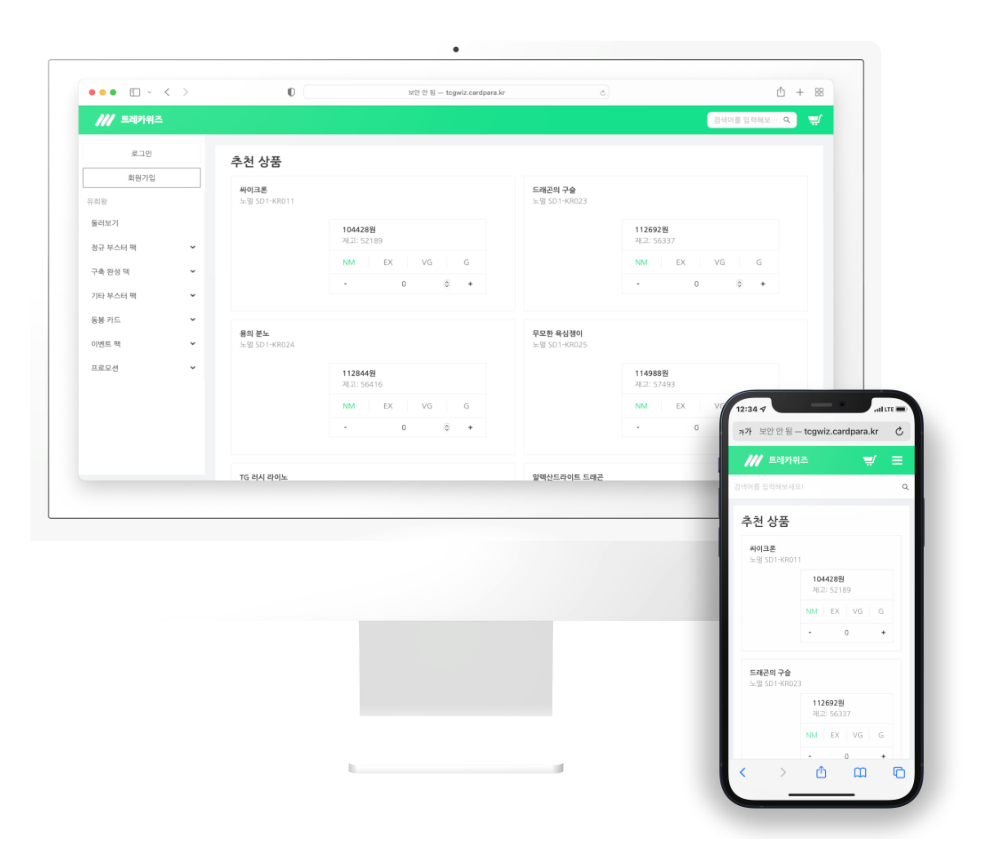 보안 안 됨 — tcgwiz.cardpara.kr
트레카위즈
검색어를 입력해보…
로그인
회원가입
유희왕
둘러보기
정규 부스터 팩
구축 완성 덱
기타 부스터 팩
동봉 카드
이벤트 팩
프로모션
추천 상품
싸이크론
노멀 SD1-KR011
104428원
재고: 52189
NM EX VG G
- 0 +
드래곤의 구슬
노멀 SD1-KR023
112692원
재고: 56337
NM EX VG G
- 0 +
용의 분노
노멀 SD1-KR024
112844원
재고: 56416
NM EX VG G
- 0 +
무모한 욕심쟁이
노멀 SD1-KR025
114988원
재고: 57493
NM EX VG
- 0
TG 러시 라이노
알렉산드라이트 드래곤
12:34 LTE
가가 보안 안 됨 — tcgwiz.cardpara.kr
트레카위즈
검색어를 입력해보세요!
추천 상품
싸이크론
노멀 SD1-KR011
104428원
재고: 52189
NM EX VG G
- 0 +
드래곤의 구슬
노멀 SD1-KR023
112692원
재고: 56337
NM EX VG G
- 0 +